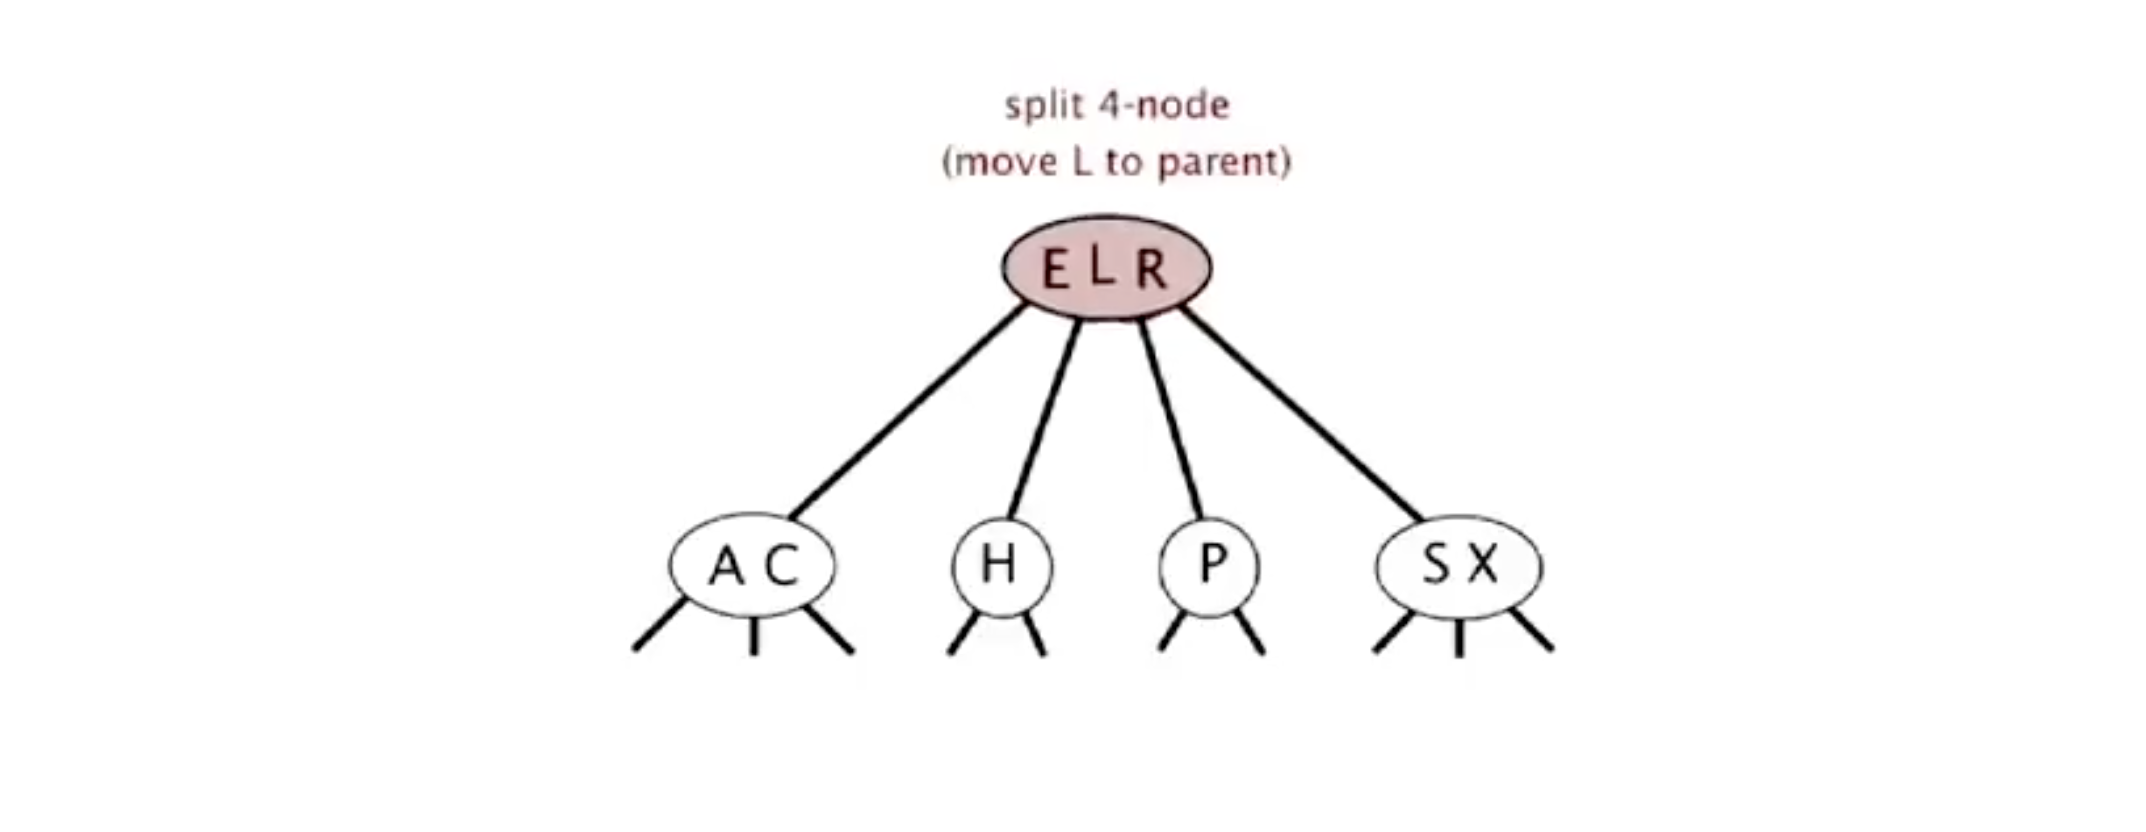 split 4-node
(move L to parent)
E L R
A C
H
P
S X